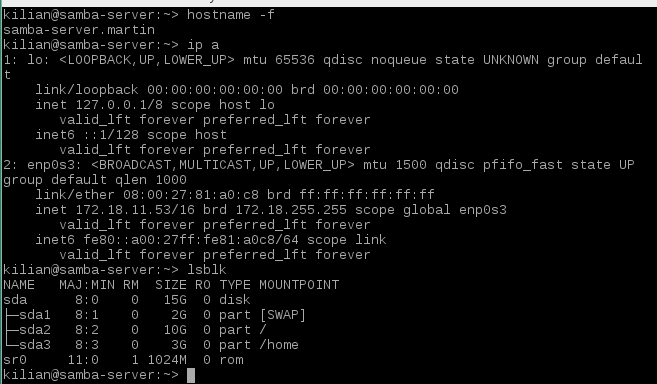 kilian@samba-server:~> hostname -f
samba-server.martin
kilian@samba-server:~> ip a
1: lo: <LOOPBACK,UP,LOWER_UP> mtu 65536 qdisc noqueue state UNKNOWN group defaul
t
    link/loopback 00:00:00:00:00:00 brd 00:00:00:00:00:00
    inet 127.0.0.1/8 scope host lo
       valid_lft forever preferred_lft forever
    inet6 ::1/128 scope host
       valid_lft forever preferred_lft forever
2: enp0s3: <BROADCAST,MULTICAST,UP,LOWER_UP> mtu 1500 qdisc pfifo_fast state UP
group default qlen 1000
    link/ether 08:00:27:81:a0:c8 brd ff:ff:ff:ff:ff:ff
    inet 172.18.11.53/16 brd 172.18.255.255 scope global enp0s3
       valid_lft forever preferred_lft forever
    inet6 fe80::a00:27ff:fe81:a0c8/64 scope link
       valid_lft forever preferred_lft forever
kilian@samba-server:~> lsblk
NAME   MAJ:MIN RM  SIZE RO TYPE MOUNTPOINT
sda      8:0    0   15G  0 disk
├─sda1   8:1    0    2G  0 part [SWAP]
├─sda2   8:2    0   10G  0 part /
└─sda3   8:3    0    3G  0 part /home
sr0     11:0    1 1024M  0 rom
kilian@samba-server:~>